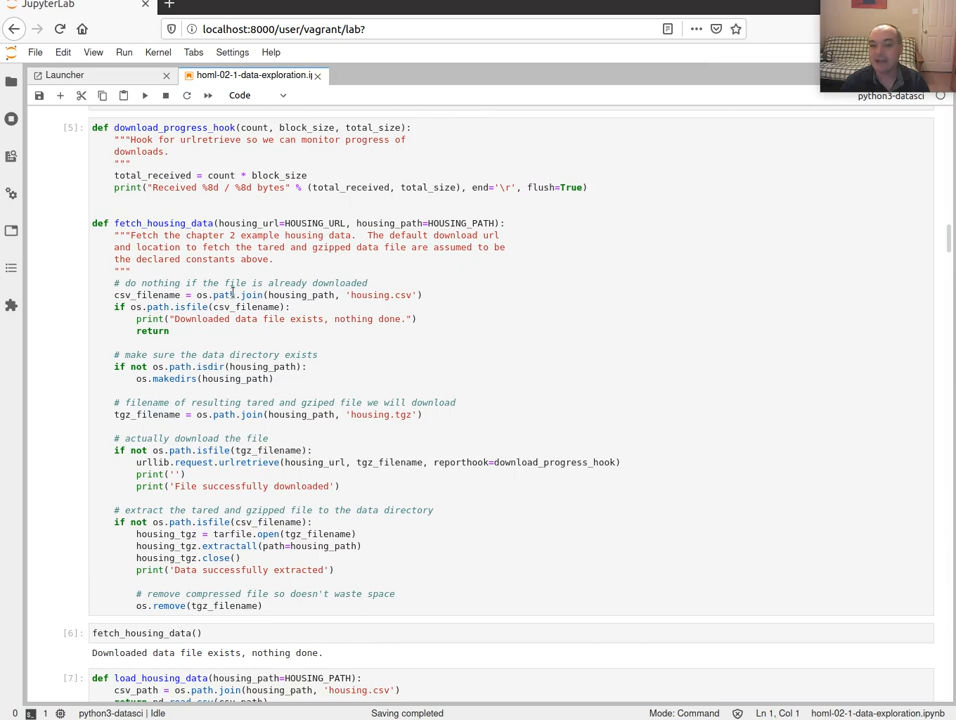 JupyterLab
×
localhost:8000/user/vagrant/lab?
File Edit View Run Kernel Tabs Settings Help
Launcher × homl-02-1-data-exploration.ip ×
Code python3-datasci
[5]: def download_progress_hook(count, block_size, total_size):
"""Hook for urlretrieve so we can monitor progress of
downloads.
"""
total_received = count * block_size
print("Received %8d / %8d bytes" % (total_received, total_size), end='\r', flush=True)
def fetch_housing_data(housing_url=HOUSING_URL, housing_path=HOUSING_PATH):
"""Fetch the chapter 2 example housing data.  The default download url
and location to fetch the tared and gzipped data file are assumed to be
the declared constants above.
"""
# do nothing if the file is already downloaded
csv_filename = os.path.join(housing_path, 'housing.csv')
if os.path.isfile(csv_filename):
print("Downloaded data file exists, nothing done.")
return
# make sure the data directory exists
if not os.path.isdir(housing_path):
os.makedirs(housing_path)
# filename of resulting tared and gziped file we will download
tgz_filename = os.path.join(housing_path, 'housing.tgz')
# actually download the file
if not os.path.isfile(tgz_filename):
urllib.request.urlretrieve(housing_url, tgz_filename, reporthook=download_progress_hook)
print('')
print('File successfully downloaded')
# extract the tared and gzipped file to the data directory
if not os.path.isfile(csv_filename):
housing_tgz = tarfile.open(tgz_filename)
housing_tgz.extractall(path=housing_path)
housing_tgz.close()
print('Data successfully extracted')
# remove compressed file so doesn't waste space
os.remove(tgz_filename)
[6]: fetch_housing_data()
Downloaded data file exists, nothing done.
[7]: def load_housing_data(housing_path=HOUSING_PATH):
csv_path = os.path.join(housing_path, 'housing.csv')
return pd.read_csv(csv_path)
0 1 python3-datasci | Idle Saving completed Mode: Command Ln 1, Col 1 homl-02-1-data-exploration.ipynb